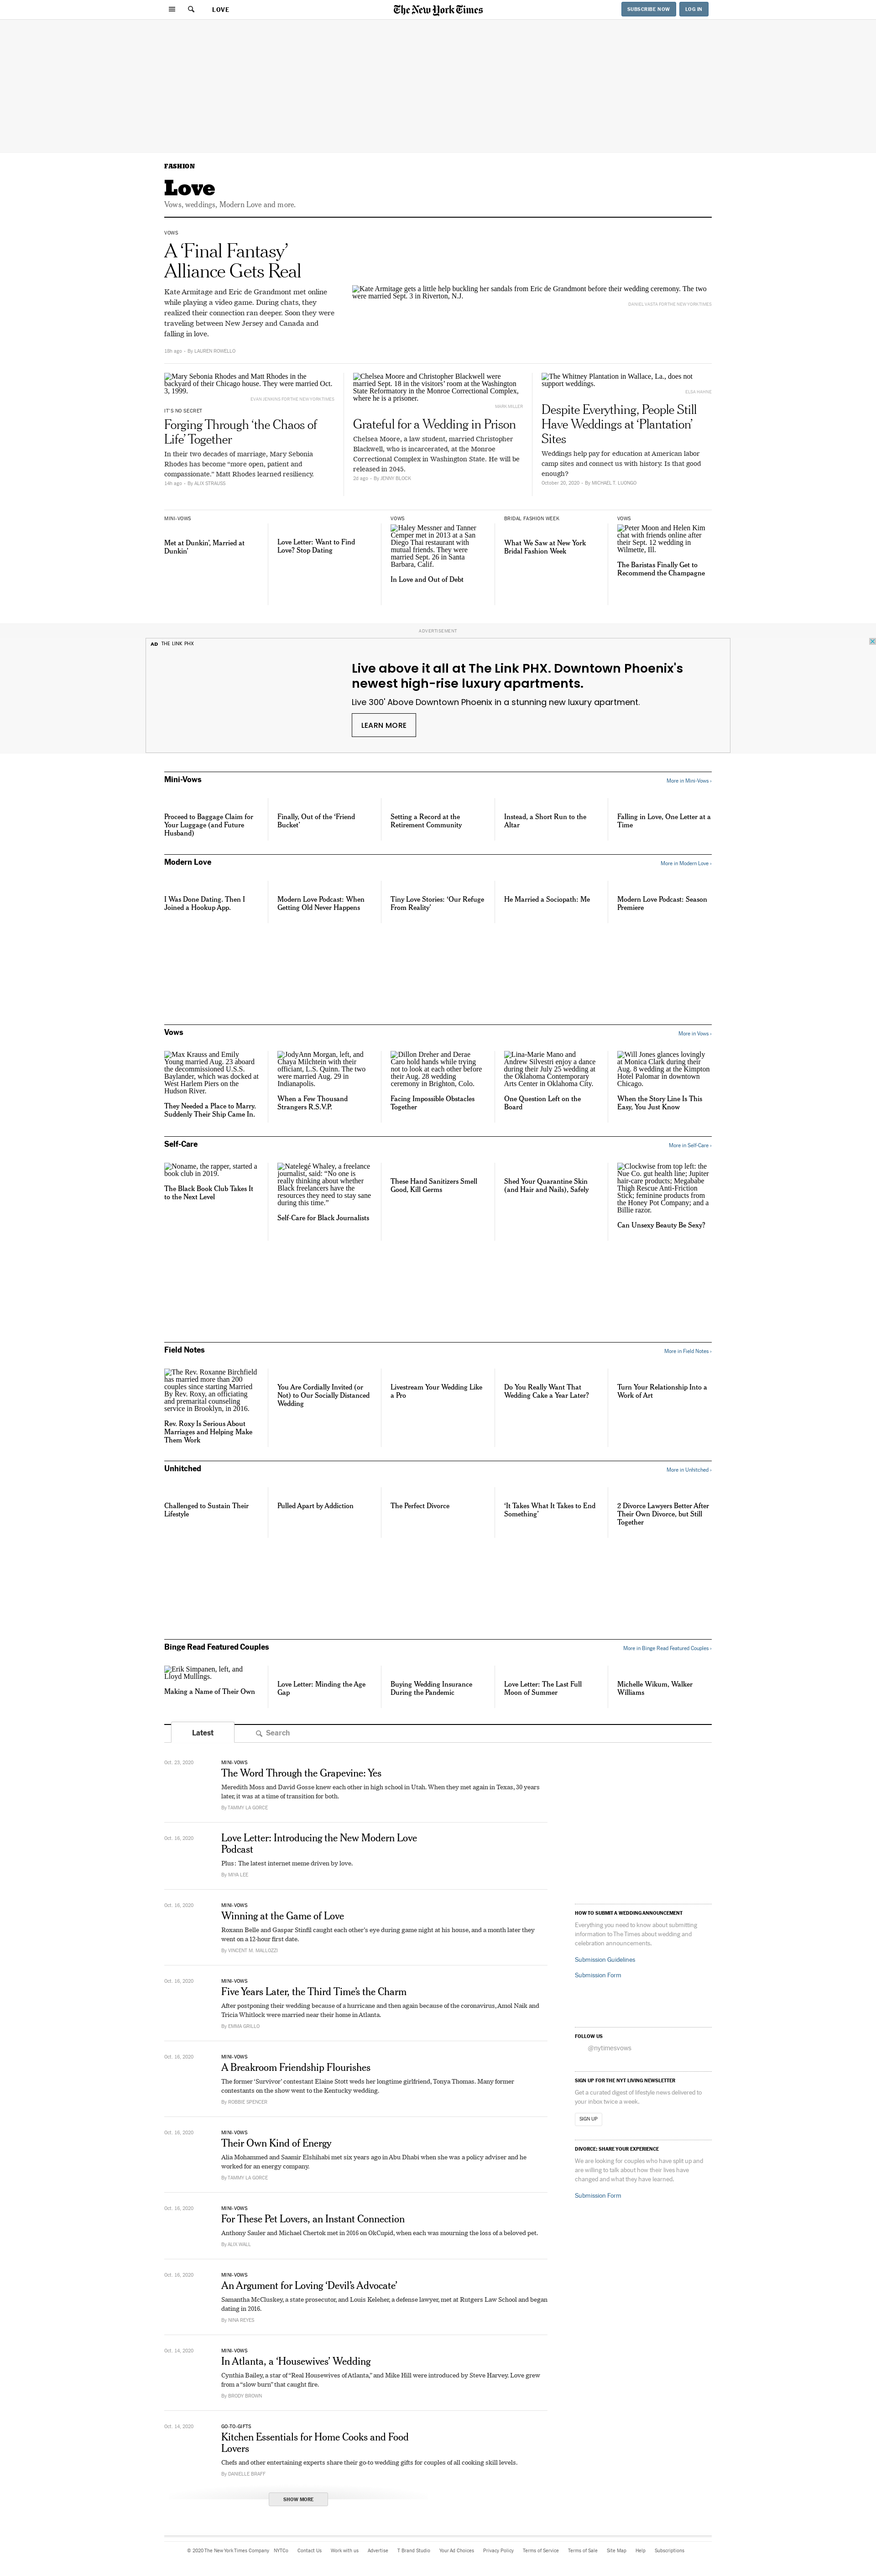 LOVE
The New York Times
SUBSCRIBE NOW
LOG IN
FASHION
Love
Vows, weddings, Modern Love and more.
VOWS
A ‘Final Fantasy’
Alliance Gets Real
Kate Armitage and Eric de Grandmont met online
while playing a video game. During chats, they
realized their connection ran deeper. Soon they were
traveling between New Jersey and Canada and
falling in love.
18h ago · By LAUREN ROWELLO
Kate Armitage gets a little help buckling her sandals from Eric de Grandmont before their wedding ceremony. The two
were married Sept. 3 in Riverton, N.J.
Mary Sebonia Rhodes and Matt Rhodes in the
backyard of their Chicago house. They were married Oct.
3, 1999.
EVAN JENKINS FOR THE NEW YORK TIMES
IT’S NO SECRET
Forging Through ‘the Chaos of
Life’ Together
In their two decades of marriage, Mary Sebonia
Rhodes has become “more open, patient and
compassionate.” Matt Rhodes learned resiliency.
14h ago · By ALIX STRAUSS
Chelsea Moore and Christopher Blackwell were
married Sept. 18 in the visitors’ room at the Washington
State Reformatory in the Monroe Correctional Complex,
where he is a prisoner.
MARK MILLER
Grateful for a Wedding in Prison
Chelsea Moore, a law student, married Christopher
Blackwell, who is incarcerated, at the Monroe
Correctional Complex in Washington State. He will be
released in 2045.
2d ago · By JENNY BLOCK
The Whitney Plantation in Wallace, La., does not
support weddings.
ELSA HAHNE
Despite Everything, People Still
Have Weddings at ‘Plantation’
Sites
Weddings help pay for education at American labor
camp sites and connect us with history. Is that good
enough?
October 20, 2020 · By MICHAEL T. LUONGO
MINI-VOWS
Met at Dunkin’, Married at
Dunkin’
Love Letter: Want to Find
Love? Stop Dating
VOWS
Haley Messner and Tanner
Cemper met in 2013 at a San
Diego Thai restaurant with
mutual friends. They were
married Sept. 26 in Santa
Barbara, Calif.
In Love and Out of Debt
BRIDAL FASHION WEEK
What We Saw at New York
Bridal Fashion Week
VOWS
Peter Moon and Helen Kim
chat with friends online after
their Sept. 12 wedding in
Wilmette, Ill.
The Baristas Finally Get to
Recommend the Champagne
ADVERTISEMENT
AD THE LINK PHX
Live above it all at The Link PHX. Downtown Phoenix's
newest high-rise luxury apartments.
Live 300' Above Downtown Phoenix in a stunning new luxury apartment.
LEARN MORE
Mini-Vows
More in Mini-Vows ›
Proceed to Baggage Claim for
Your Luggage (and Future
Husband)
Finally, Out of the ‘Friend
Bucket’
Setting a Record at the
Retirement Community
Instead, a Short Run to the
Altar
Falling in Love, One Letter at a
Time
Modern Love
More in Modern Love ›
I Was Done Dating. Then I
Joined a Hookup App.
Modern Love Podcast: When
Getting Old Never Happens
Tiny Love Stories: ‘Our Refuge
From Reality’
He Married a Sociopath: Me
Modern Love Podcast: Season
Premiere
Vows
More in Vows ›
Max Krauss and Emily
Young married Aug. 23 aboard
the decommissioned U.S.S.
Baylander, which was docked at
West Harlem Piers on the
Hudson River.
They Needed a Place to Marry.
Suddenly Their Ship Came In.
JodyAnn Morgan, left, and
Chaya Milchtein with their
officiant, L.S. Quinn. The two
were married Aug. 29 in
Indianapolis.
When a Few Thousand
Strangers R.S.V.P.
Dillon Dreher and Derae
Caro hold hands while trying
not to look at each other before
their Aug. 28 wedding
ceremony in Brighton, Colo.
Facing Impossible Obstacles
Together
Lina-Marie Mano and
Andrew Silvestri enjoy a dance
during their July 25 wedding at
the Oklahoma Contemporary
Arts Center in Oklahoma City.
One Question Left on the
Board
Will Jones glances lovingly
at Monica Clark during their
Aug. 8 wedding at the Kimpton
Hotel Palomar in downtown
Chicago.
When the Story Line Is This
Easy, You Just Know
Self-Care
More in Self-Care ›
Noname, the rapper, started a
book club in 2019.
The Black Book Club Takes It
to the Next Level
Natelegé Whaley, a freelance
journalist, said: “No one is
really thinking about whether
Black freelancers have the
resources they need to stay sane
during this time.”
Self-Care for Black Journalists
These Hand Sanitizers Smell
Good, Kill Germs
Shed Your Quarantine Skin
(and Hair and Nails), Safely
Clockwise from top left: the
Nue Co. gut health line; Jupiter
hair-care products; Megababe
Thigh Rescue Anti-Friction
Stick; feminine products from
the Honey Pot Company; and a
Billie razor.
Can Unsexy Beauty Be Sexy?
Field Notes
More in Field Notes ›
The Rev. Roxanne Birchfield
has married more than 200
couples since starting Married
By Rev. Roxy, an officiating
and premarital counseling
service in Brooklyn, in 2016.
Rev. Roxy Is Serious About
Marriages and Helping Make
Them Work
You Are Cordially Invited (or
Not) to Our Socially Distanced
Wedding
Livestream Your Wedding Like
a Pro
Do You Really Want That
Wedding Cake a Year Later?
Turn Your Relationship Into a
Work of Art
Unhitched
More in Unhitched ›
Challenged to Sustain Their
Lifestyle
Pulled Apart by Addiction
The Perfect Divorce
‘It Takes What It Takes to End
Something’
2 Divorce Lawyers Better After
Their Own Divorce, but Still
Together
Binge Read Featured Couples
More in Binge Read Featured Couples ›
Erik Simpanen, left, and
Lloyd Mullings.
Making a Name of Their Own
Love Letter: Minding the Age
Gap
Buying Wedding Insurance
During the Pandemic
Love Letter: The Last Full
Moon of Summer
Michelle Wikum, Walker
Williams
Latest
Search
Oct. 23, 2020
MINI-VOWS
The Word Through the Grapevine: Yes
Meredith Moss and David Gosse knew each other in high school in Utah. When they met again in Texas, 30 years
later, it was at a time of transition for both.
By TAMMY LA GORCE
Oct. 16, 2020
Love Letter: Introducing the New Modern Love
Podcast
Plus: The latest internet meme driven by love.
By MIYA LEE
Oct. 16, 2020
MINI-VOWS
Winning at the Game of Love
Roxann Belle and Gaspar Stinfil caught each other’s eye during game night at his house, and a month later they
went on a 12-hour first date.
By VINCENT M. MALLOZZI
Oct. 16, 2020
MINI-VOWS
Five Years Later, the Third Time’s the Charm
After postponing their wedding because of a hurricane and then again because of the coronavirus, Amol Naik and
Tricia Whitlock were married near their home in Atlanta.
By EMMA GRILLO
Oct. 16, 2020
MINI-VOWS
A Breakroom Friendship Flourishes
The former ‘Survivor’ contestant Elaine Stott weds her longtime girlfriend, Tonya Thomas. Many former
contestants on the show went to the Kentucky wedding.
By ROBBIE SPENCER
Oct. 16, 2020
MINI-VOWS
Their Own Kind of Energy
Alia Mohammed and Saamir Elshihabi met six years ago in Abu Dhabi when she was a policy adviser and he
worked for an energy company.
By TAMMY LA GORCE
Oct. 16, 2020
MINI-VOWS
For These Pet Lovers, an Instant Connection
Anthony Sauler and Michael Chertok met in 2016 on OkCupid, when each was mourning the loss of a beloved pet.
By ALIX WALL
Oct. 16, 2020
MINI-VOWS
An Argument for Loving ‘Devil’s Advocate’
Samantha McCluskey, a state prosecutor, and Louis Keleher, a defense lawyer, met at Rutgers Law School and began
dating in 2016.
By NINA REYES
Oct. 14, 2020
MINI-VOWS
In Atlanta, a ‘Housewives’ Wedding
Cynthia Bailey, a star of “Real Housewives of Atlanta,” and Mike Hill were introduced by Steve Harvey. Love grew
from a “slow burn” that caught fire.
By BRODY BROWN
Oct. 14, 2020
GO-TO-GIFTS
Kitchen Essentials for Home Cooks and Food
Lovers
Chefs and other entertaining experts share their go-to wedding gifts for couples of all cooking skill levels.
By DANIELLE BRAFF
SHOW MORE
HOW TO SUBMIT A WEDDING ANNOUNCEMENT
Everything you need to know about submitting
information to The Times about wedding and
celebration announcements.
Submission Guidelines
Submission Form
FOLLOW US
@nytimesvows
SIGN UP FOR THE NYT LIVING NEWSLETTER
Get a curated digest of lifestyle news delivered to
your inbox twice a week.
SIGN UP
DIVORCE: SHARE YOUR EXPERIENCE
We are looking for couples who have split up and
are willing to talk about how their lives have
changed and what they have learned.
Submission Form
© 2020 The New York Times Company NYTCo Contact Us Work with us Advertise T Brand Studio Your Ad Choices Privacy Policy Terms of Service Terms of Sale Site Map Help Subscriptions